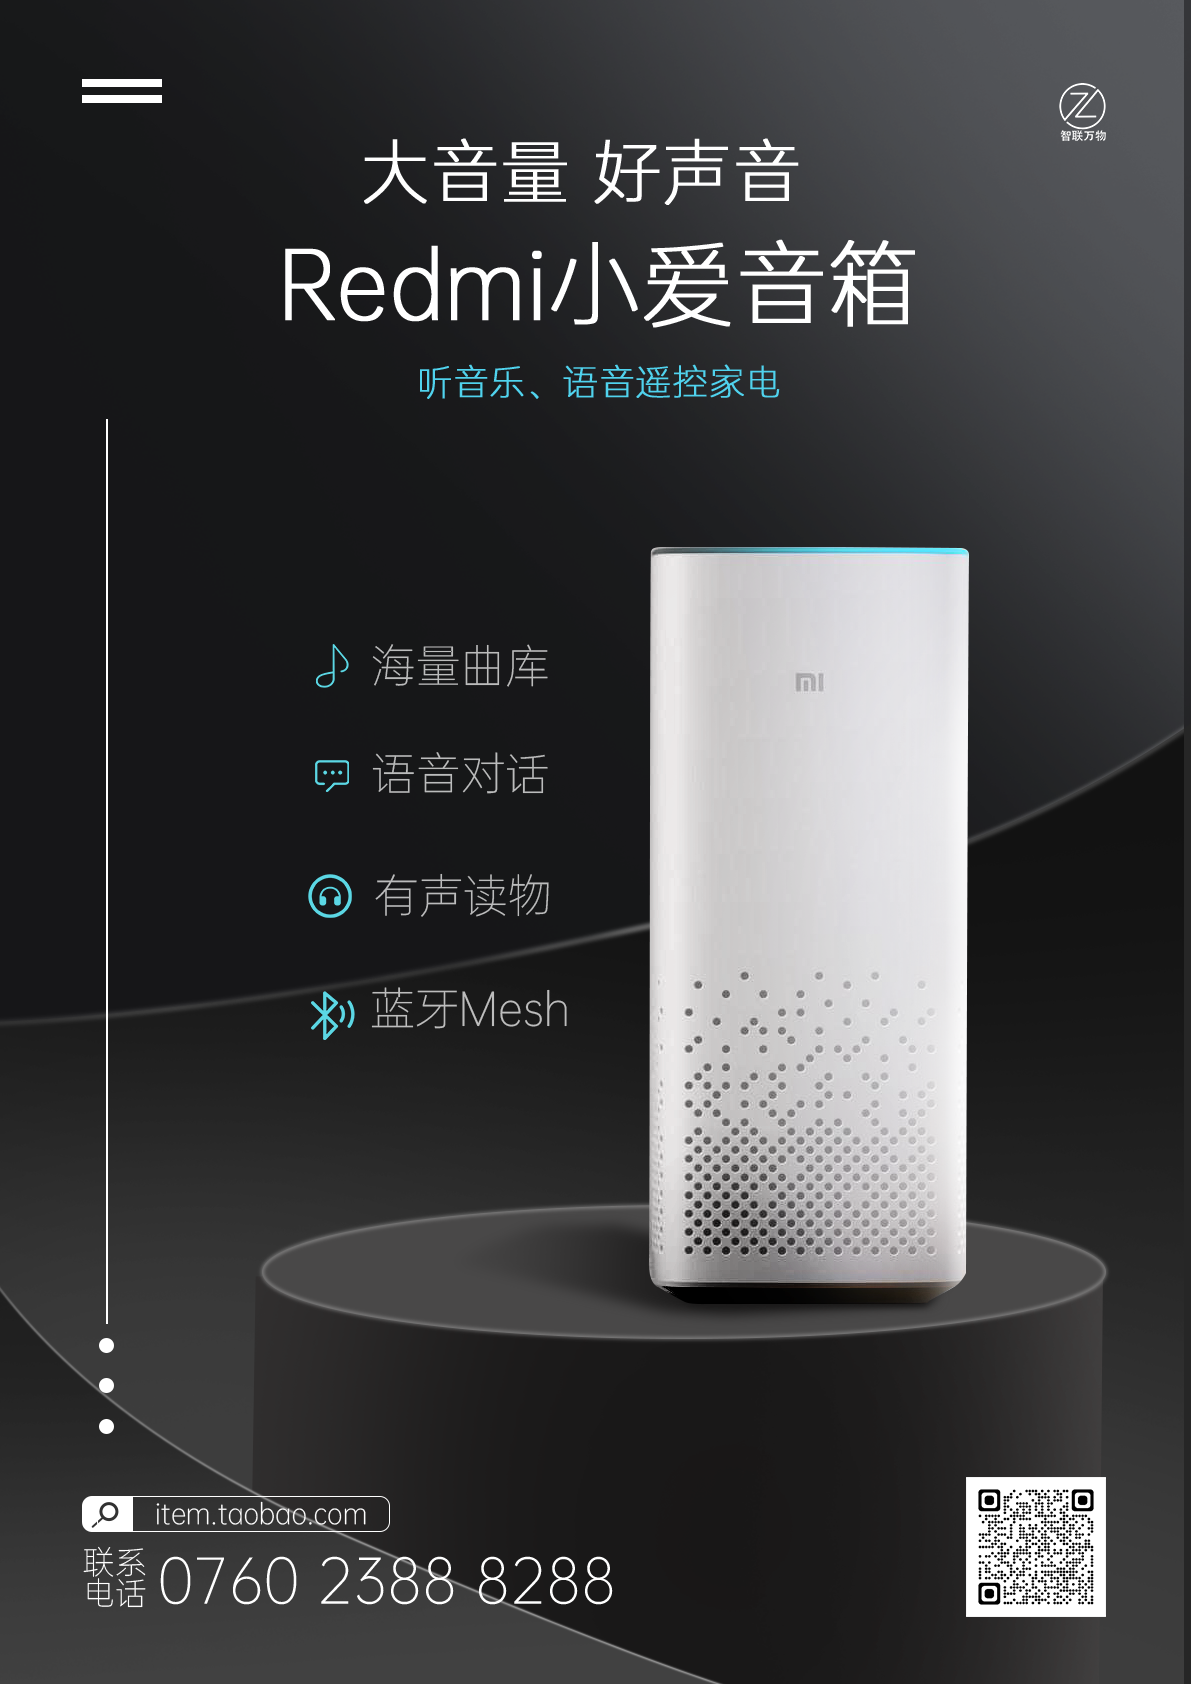 智联万物
大音量 好声音
Redmi小爱音箱
听音乐、语音遥控家电
mi
海量曲库
语音对话
有声读物
蓝牙Mesh
item.taobao.com
联系电话 0760 2388 8288